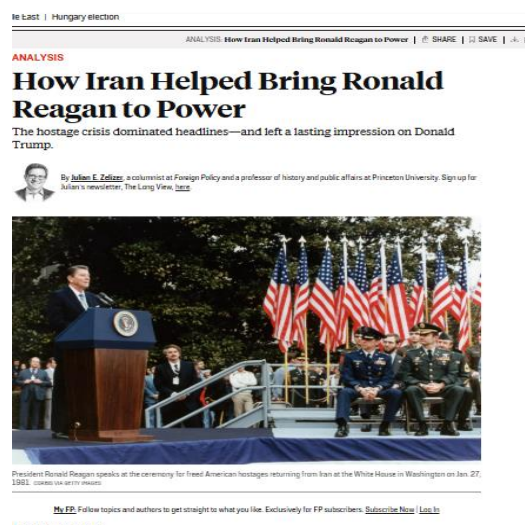 le East | Hungary election
ANALYSIS: How Iran Helped Bring Ronald Reagan to Power | SHARE | SAVE |
ANALYSIS
How Iran Helped Bring Ronald
Reagan to Power
The hostage crisis dominated headlines—and left a lasting impression on Donald
Trump.
By Julian E. Zelizer, a columnist at Foreign Policy and a professor of history and public affairs at Princeton University. Sign up for
Julian's newsletter, The Long View, here.
President Ronald Reagan speaks at the ceremony for freed American hostages returning from Iran at the White House in Washington on Jan. 27,
1981. CORBIS VIA GETTY IMAGES
My FP: Follow topics and authors to get straight to what you like. Exclusively for FP subscribers. Subscribe Now | Log In